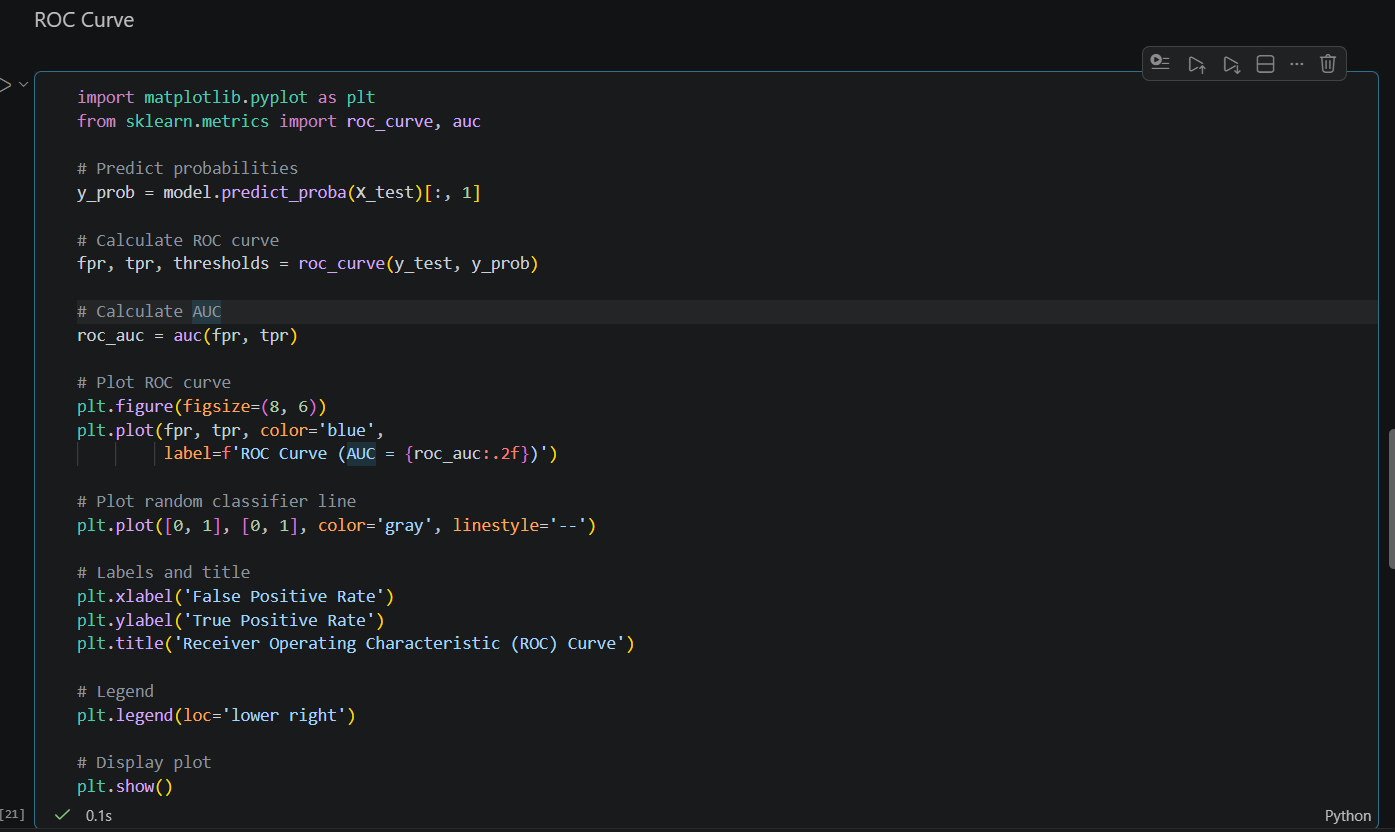 ROC Curve
import matplotlib.pyplot as plt
from sklearn.metrics import roc_curve, auc
# Predict probabilities
y_prob = model.predict_proba(X_test)[:, 1]
# Calculate ROC curve
fpr, tpr, thresholds = roc_curve(y_test, y_prob)
# Calculate AUC
roc_auc = auc(fpr, tpr)
# Plot ROC curve
plt.figure(figsize=(8, 6))
plt.plot(fpr, tpr, color='blue',
         label=f'ROC Curve (AUC = {roc_auc:.2f})')
# Plot random classifier line
plt.plot([0, 1], [0, 1], color='gray', linestyle='--')
# Labels and title
plt.xlabel('False Positive Rate')
plt.ylabel('True Positive Rate')
plt.title('Receiver Operating Characteristic (ROC) Curve')
# Legend
plt.legend(loc='lower right')
# Display plot
plt.show()
[21] 0.1s Python